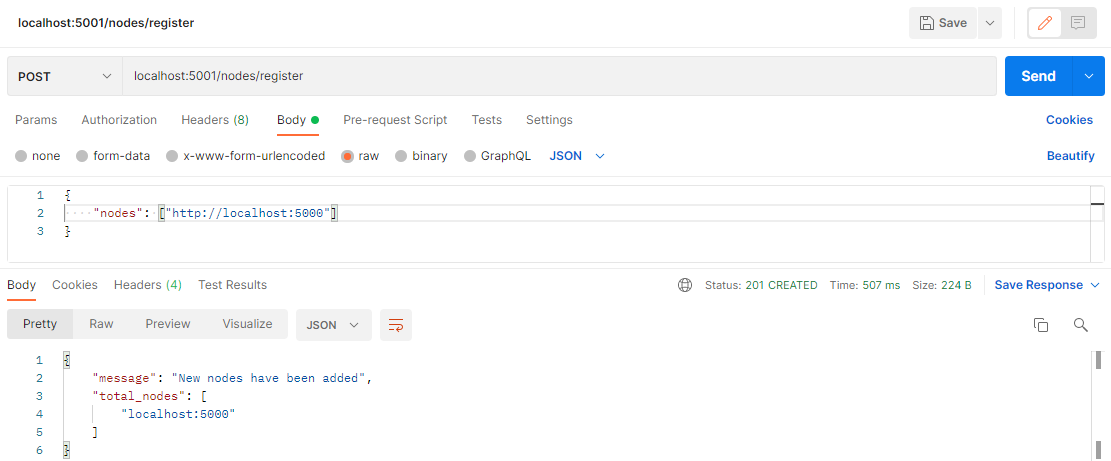 localhost:5001/nodes/register
Save
POST
localhost:5001/nodes/register
Send
Params Authorization Headers (8) Body Pre-request Script Tests Settings Cookies
none form-data x-www-form-urlencoded raw binary GraphQL JSON Beautify
1 {
2 ····"nodes":·["http://localhost:5000"]
3 }
Body Cookies Headers (4) Test Results Status: 201 CREATED Time: 507 ms Size: 224 B Save Response
Pretty Raw Preview Visualize JSON
1 {
2 "message": "New nodes have been added",
3 "total_nodes": [
4 "localhost:5000"
5 ]
6 }